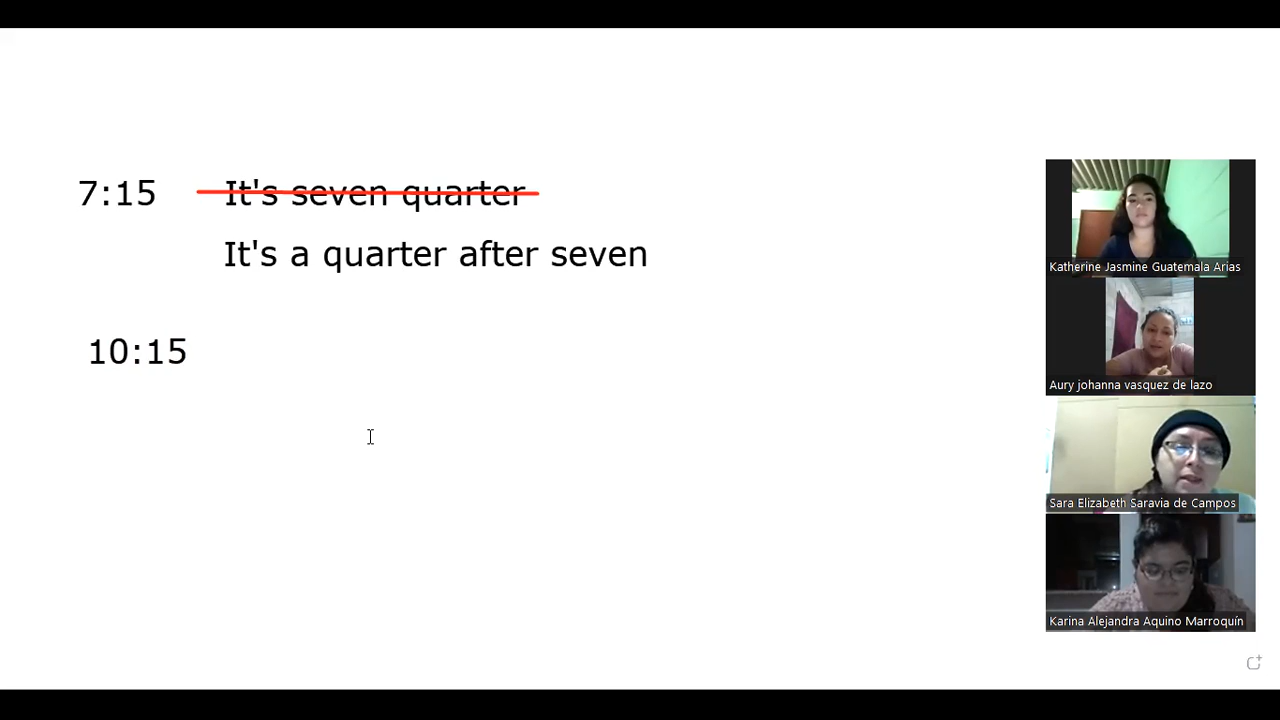 7:15 It's seven quarter
It's a quarter after seven
10:15
Katherine Jasmine Guatemala Arias
Aury johanna vasquez de lazo
Sara Elizabeth Saravia de Campos
Karina Alejandra Aquino Marroquín